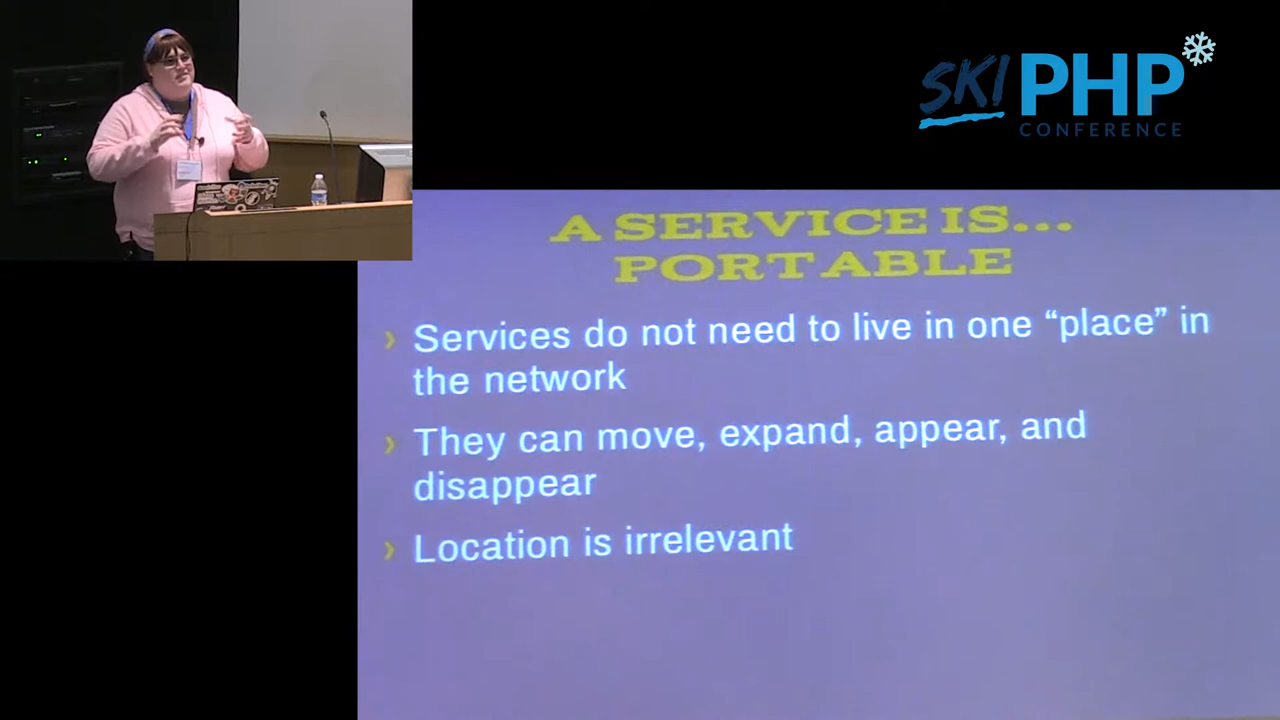 SKI PHP
CONFERENCE
A SERVICE IS...
PORTABLE
› Services do not need to live in one “place” in
the network
› They can move, expand, appear, and
disappear
› Location is irrelevant